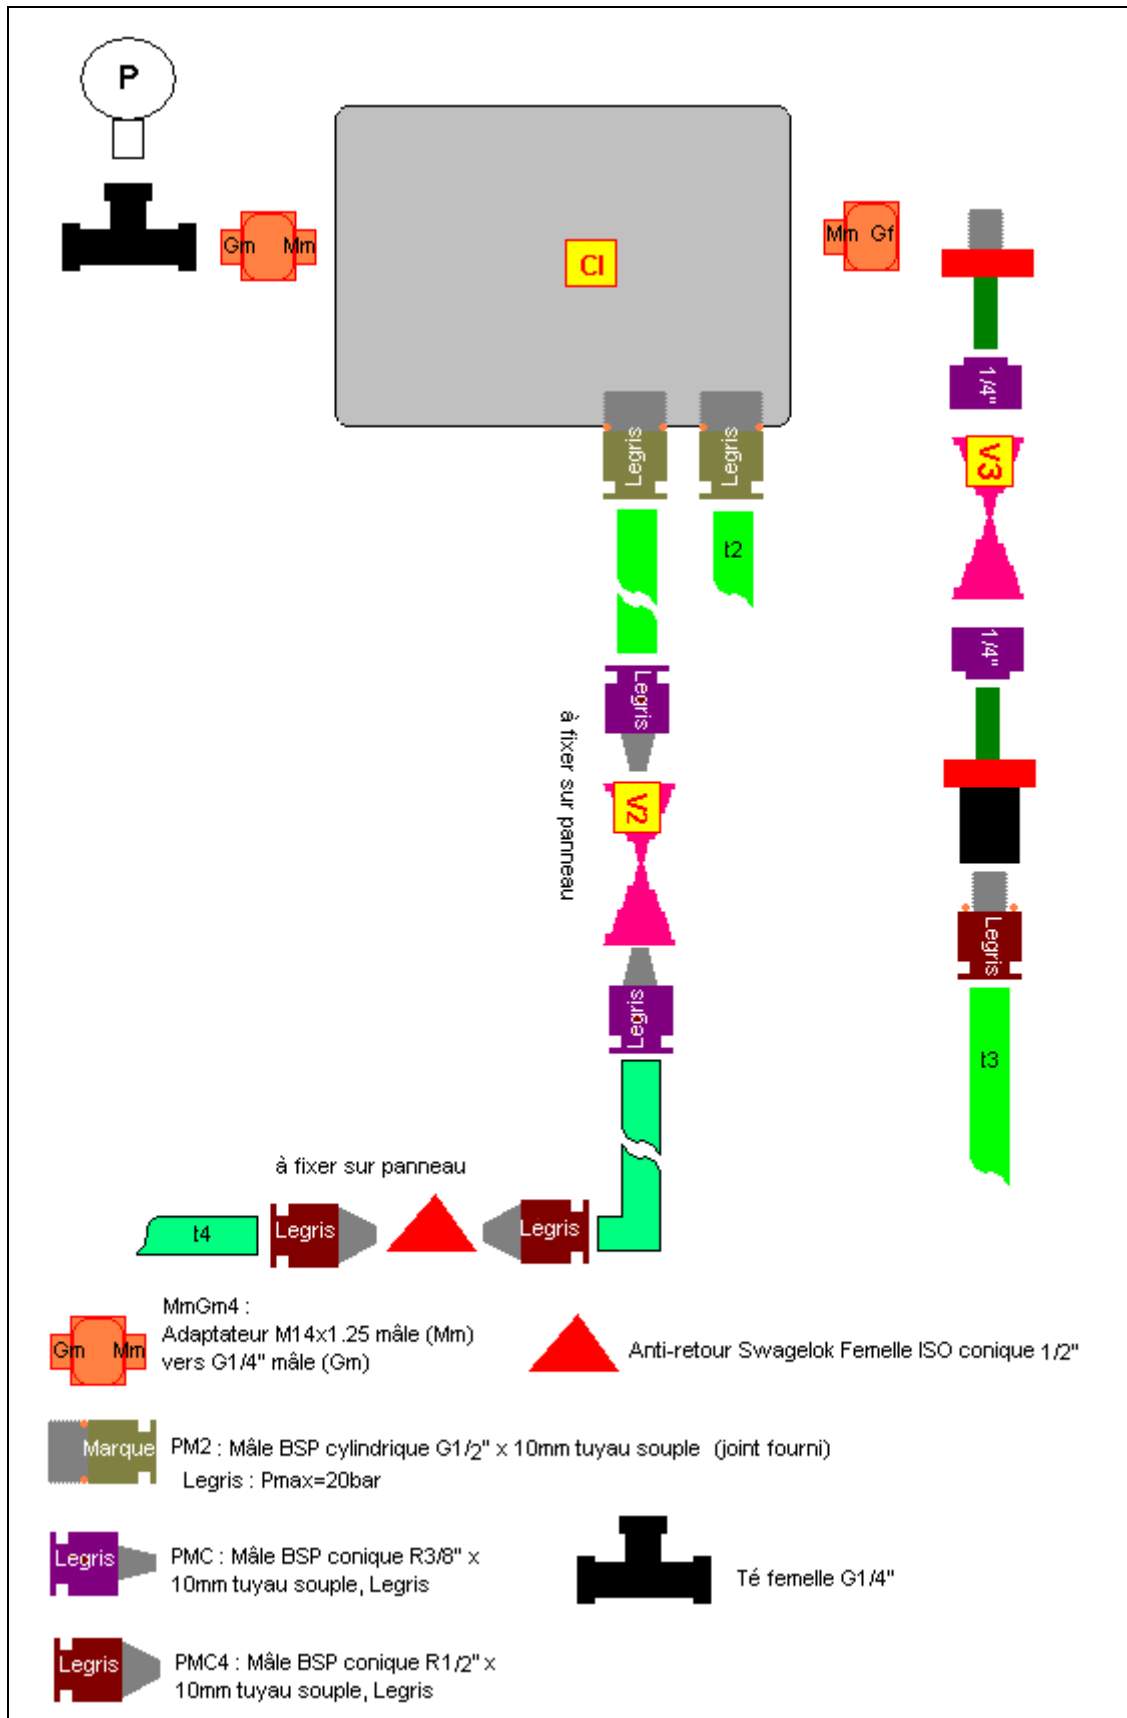 P
Gm Mm
CI
Mm Gf
1/4"
Legris
Legris
V3
t2
1/4"
Legris
à fixer sur panneau
V2
Legris
Legris
t3
à fixer sur panneau
t4
Legris
Legris
MmGm4 :
Adaptateur M14x1.25 mâle (Mm)
vers G1/4" mâle (Gm)
Gm Mm
Anti-retour Swagelok Femelle ISO conique 1/2"
Marque
PM2 : Mâle BSP cylindrique G1/2" x 10mm tuyau souple (joint fourni)
Legris : Pmax=20bar
Legris
PMC : Mâle BSP conique R3/8" x
10mm tuyau souple, Legris
Té femelle G1/4"
Legris
PMC4 : Mâle BSP conique R1/2" x
10mm tuyau souple, Legris